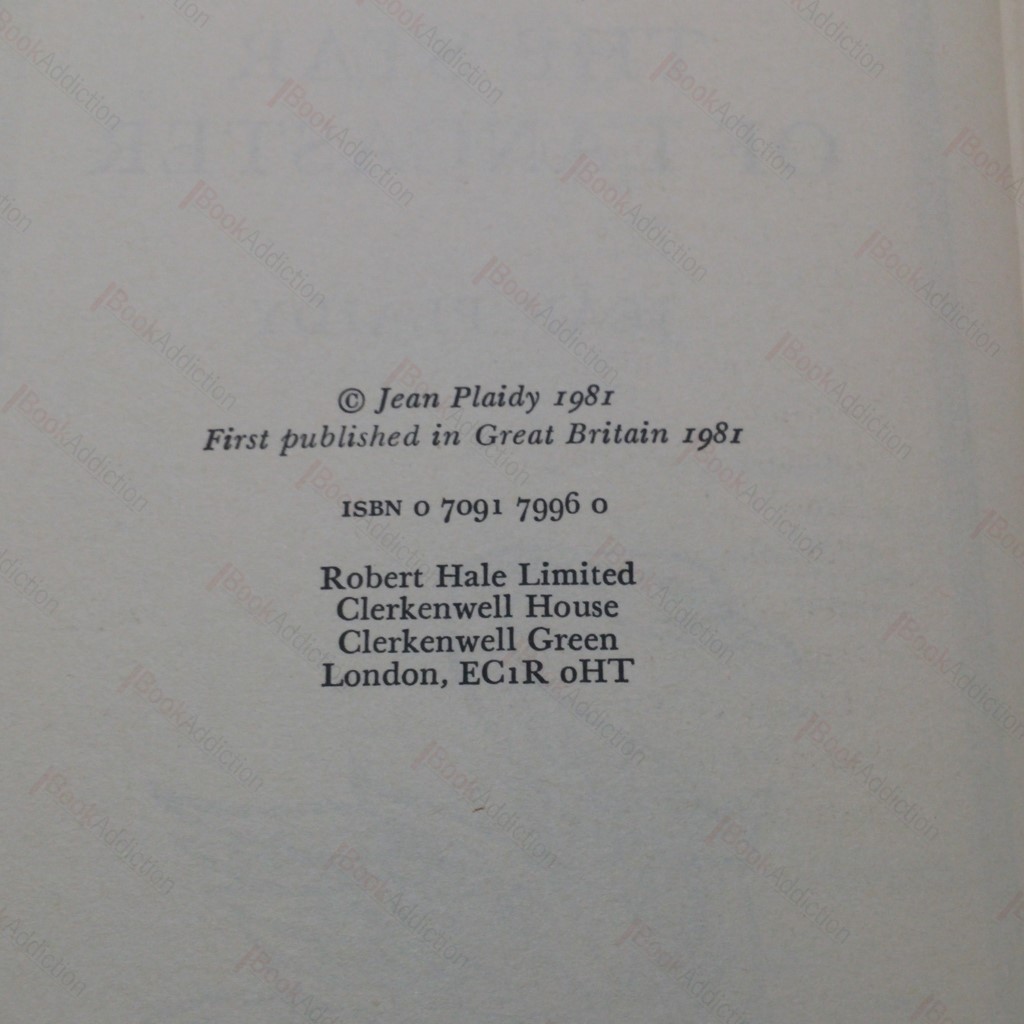 © Jean Plaidy 1981
First published in Great Britain 1981
ISBN 0 7091 7996 0
Robert Hale Limited
Clerkenwell House
Clerkenwell Green
London, EC1R 0HT
BookAddiction